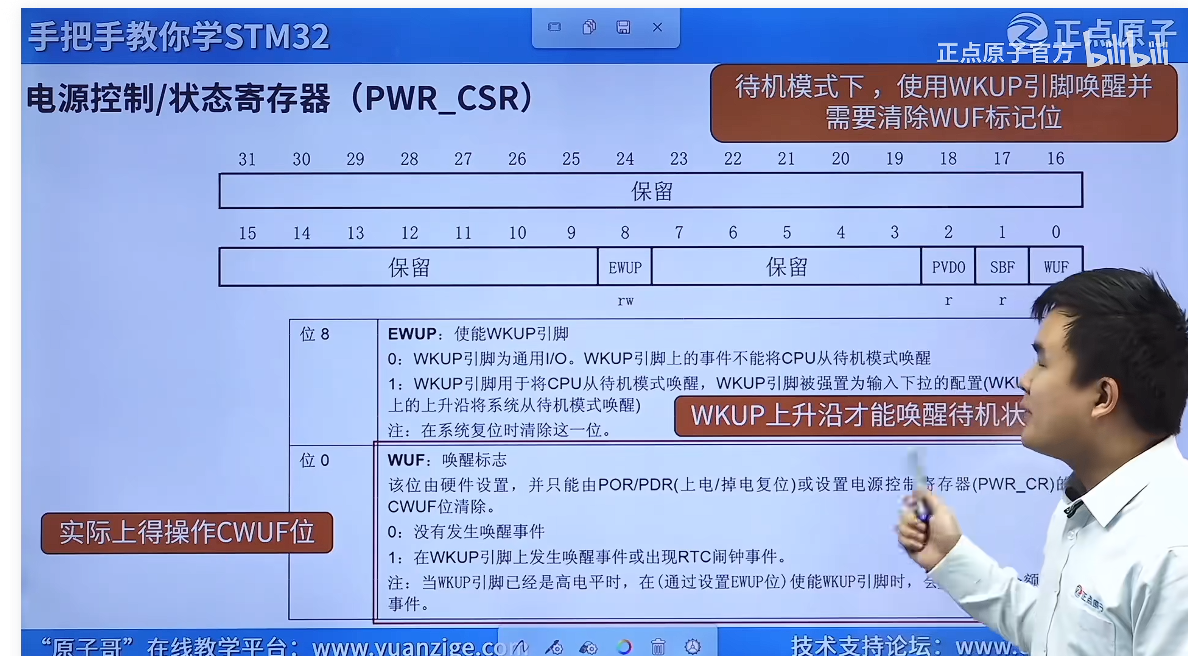 手把手教你学STM32
正点原子
正点原子官方 bilibili
电源控制/状态寄存器（PWR_CSR）
待机模式下，使用WKUP引脚唤醒并
需要清除WUF标记位
31 30 29 28 27 26 25 24 23 22 21 20 19 18 17 16
保留
15 14 13 12 11 10 9 8 7 6 5 4 3 2 1 0
保留 EWUP 保留 PVDO SBF WUF
rw r r
位 8 EWUP：使能WKUP引脚
0：WKUP引脚为通用I/O。WKUP引脚上的事件不能将CPU从待机模式唤醒
1：WKUP引脚用于将CPU从待机模式唤醒，WKUP引脚被强置为输入下拉的配置(WKU
上的上升沿将系统从待机模式唤醒)
WKUP上升沿才能唤醒待机状
注：在系统复位时清除这一位。
位 0 WUF：唤醒标志
该位由硬件设置，并只能由POR/PDR(上电/掉电复位)或设置电源控制寄存器(PWR_CR)的
CWUF位清除。
实际上得操作CWUF位
0：没有发生唤醒事件
1：在WKUP引脚上发生唤醒事件或出现RTC闹钟事件。
注：当WKUP引脚已经是高电平时，在(通过设置EWUP位)使能WKUP引脚时，会 额
事件。
正点原子
“原子哥”在线教学平台：www.yuanzige.com 技术支持论坛：www.